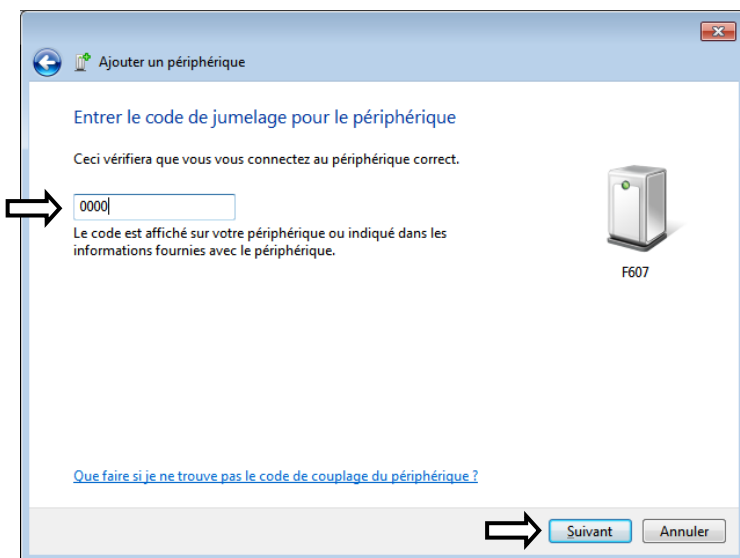 Ajouter un périphérique
Entrer le code de jumelage pour le périphérique
Ceci vérifiera que vous vous connectez au périphérique correct.
0000
Le code est affiché sur votre périphérique ou indiqué dans les
informations fournies avec le périphérique.
F607
Que faire si je ne trouve pas le code de couplage du périphérique ?
Suivant
Annuler